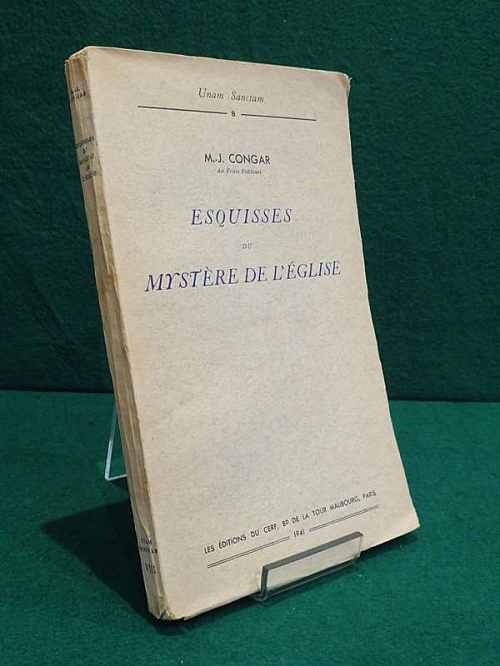 Unam Sanctam
8
M.-J. CONGAR
des Frères Prêcheurs
ESQUISSES
DU
MYSTÈRE DE L'ÉGLISE
LES ÉDITIONS DU CERF, BD DE LA TOUR MAUBOURG, PARIS
1941